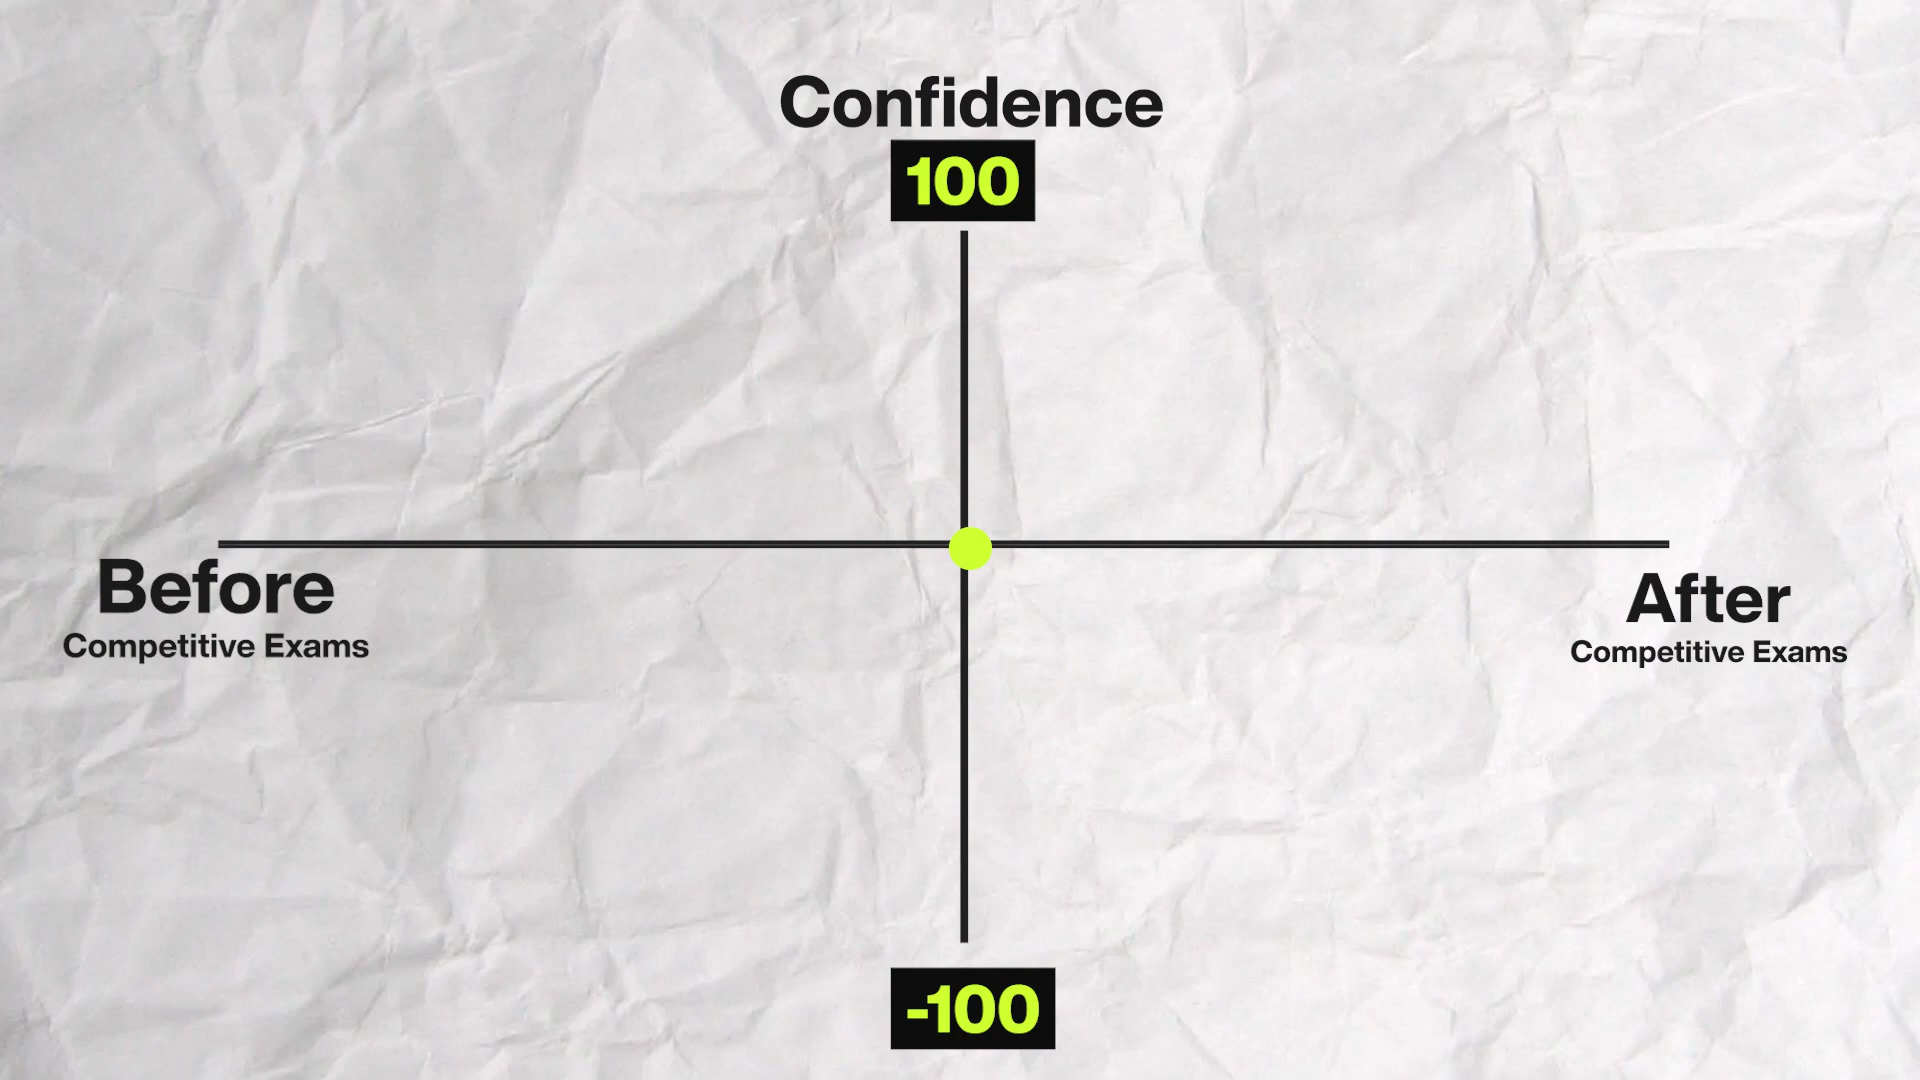 Confidence
100
Before
Competitive Exams
After
Competitive Exams
-100